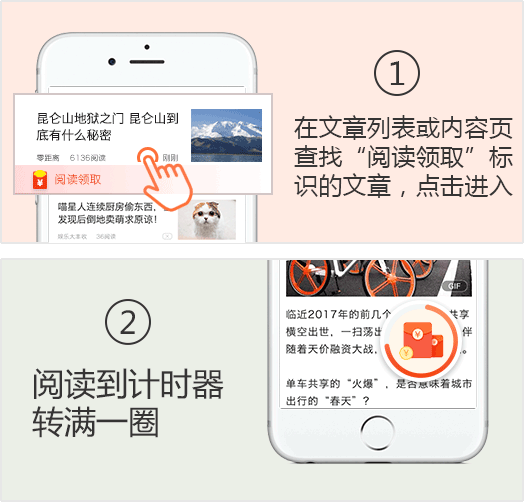 昆仑山地狱之门 昆仑山到
底有什么秘密
零距离 6136阅读 刚刚
阅读领取
喵星人连续厨房偷东西,
发现后倒地卖萌求原谅!
娱乐大本营 36阅读
①
在文章列表或内容页
查找“阅读领取”标
识的文章，点击进入
②
阅读到计时器
转满一圈
GIF
临近2017年的前几个 共享
横空出世，一扫荡出 伴
随着天价融资大战， 。
单车共享的“火爆”，是否意味着城市
出行的“春天”？